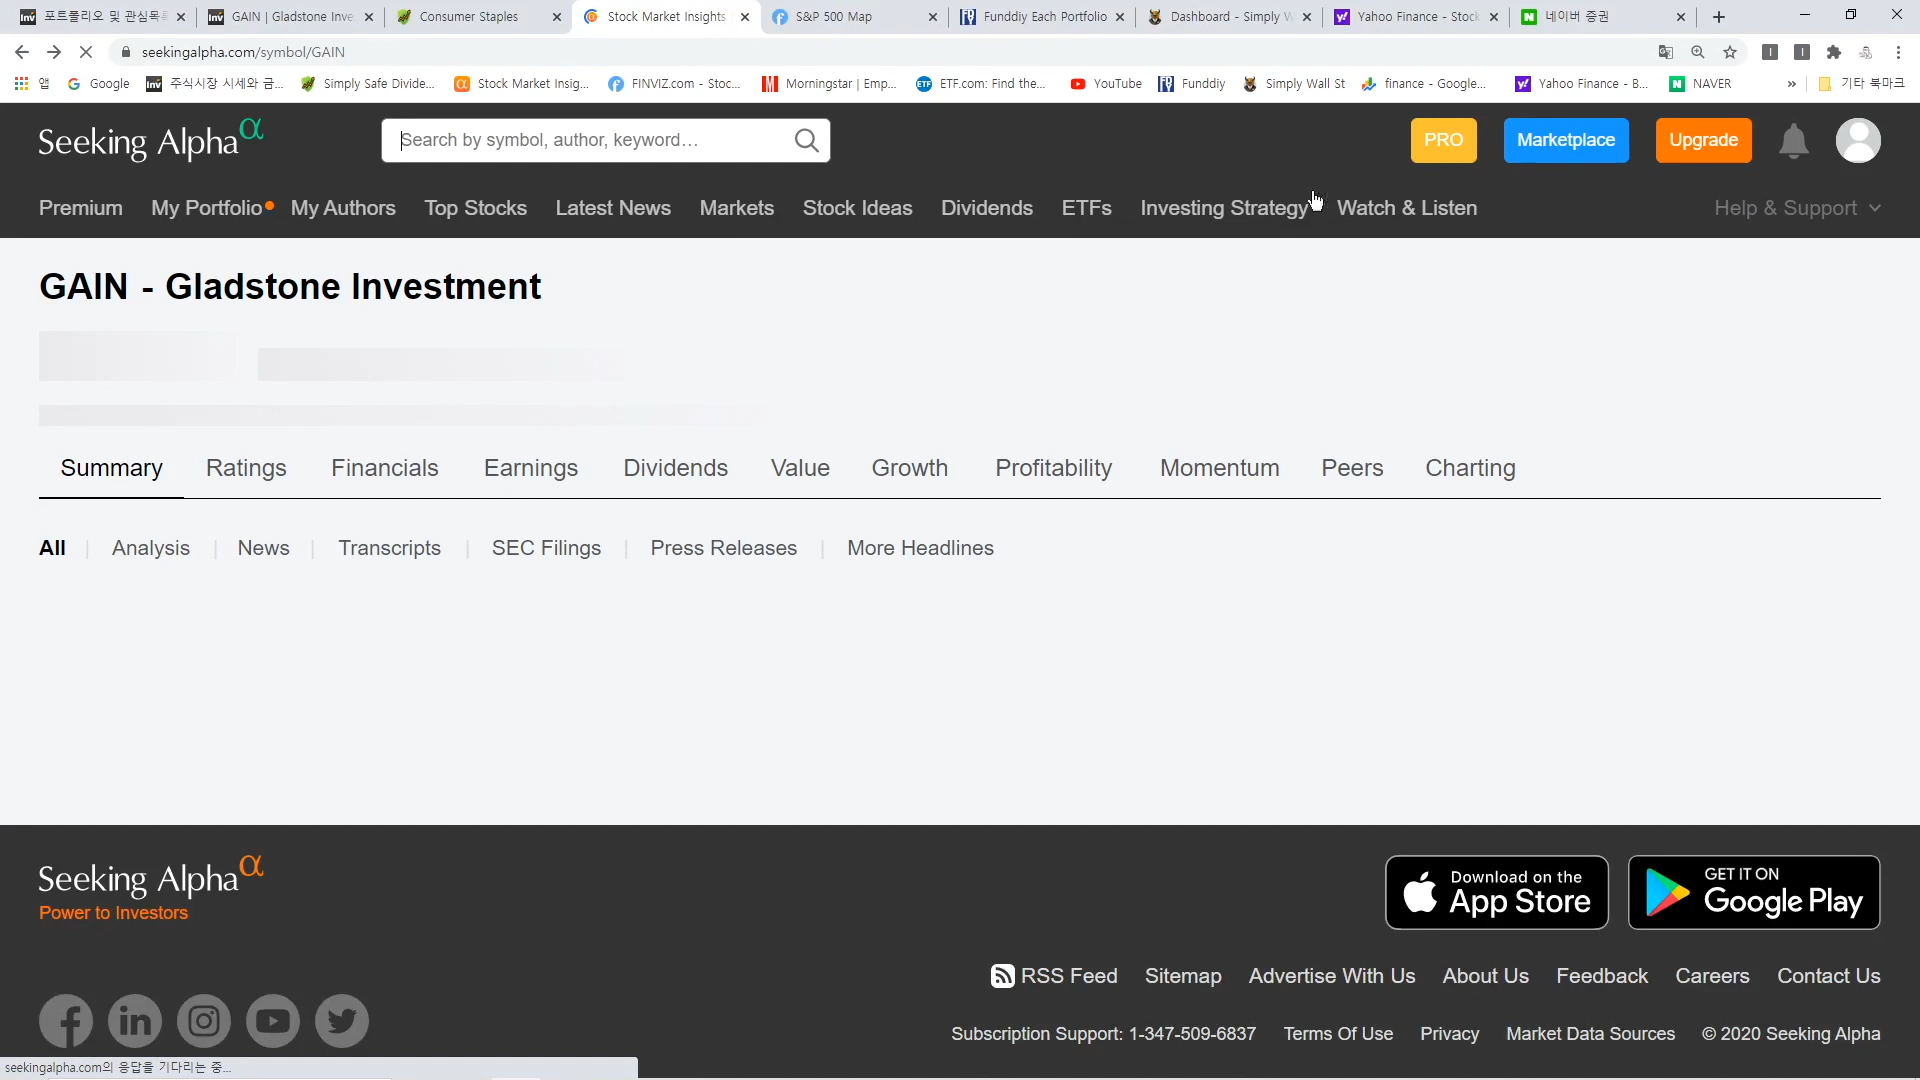 포트폴리오 및 관심목록
GAIN | Gladstone Inve
Consumer Staples
Stock Market Insights
S&P 500 Map
Funddiy Each Portfolio
Dashboard - Simply W
Yahoo Finance - Stock
네이버 증권
seekingalpha.com/symbol/GAIN
앱
Google
주식시장 시세와 금...
Simply Safe Divide...
Stock Market Insig...
FINVIZ.com - Stoc...
Morningstar | Emp...
ETF.com: Find the...
YouTube
Funddiy
Simply Wall St
finance - Google...
Yahoo Finance - B...
NAVER
»
기타 북마크
Seeking Alpha α
Search by symbol, author, keyword...
PRO
Marketplace
Upgrade
Premium My Portfolio My Authors Top Stocks Latest News Markets Stock Ideas Dividends ETFs Investing Strategy Watch & Listen Help & Support
GAIN - Gladstone Investment
Summary Ratings Financials Earnings Dividends Value Growth Profitability Momentum Peers Charting
All | Analysis | News | Transcripts | SEC Filings | Press Releases | More Headlines
Seeking Alpha α
Power to Investors
Download on the
App Store
GET IT ON
Google Play
RSS Feed Sitemap Advertise With Us About Us Feedback Careers Contact Us
Subscription Support: 1-347-509-6837 Terms Of Use Privacy Market Data Sources © 2020 Seeking Alpha
seekingalpha.com의 응답을 기다리는 중...